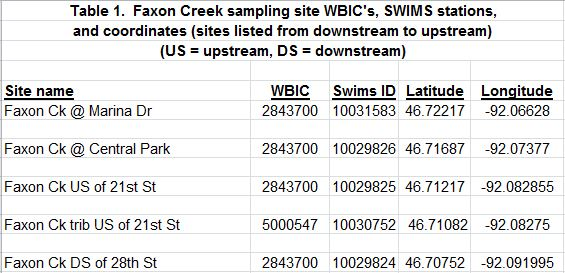 Table 1. Faxon Creek sampling site WBIC's, SWIMS stations,
and coordinates (sites listed from downstream to upstream)
(US = upstream, DS = downstream)
Site name WBIC Swims ID Latitude Longitude
Faxon Ck @ Marina Dr 2843700 10031583 46.72217 -92.06628
Faxon Ck @ Central Park 2843700 10029826 46.71687 -92.07377
Faxon Ck US of 21st St 2843700 10029825 46.71217 -92.082855
Faxon Ck trib US of 21st St 5000547 10030752 46.71082 -92.08275
Faxon Ck DS of 28th St 2843700 10029824 46.70752 -92.091995